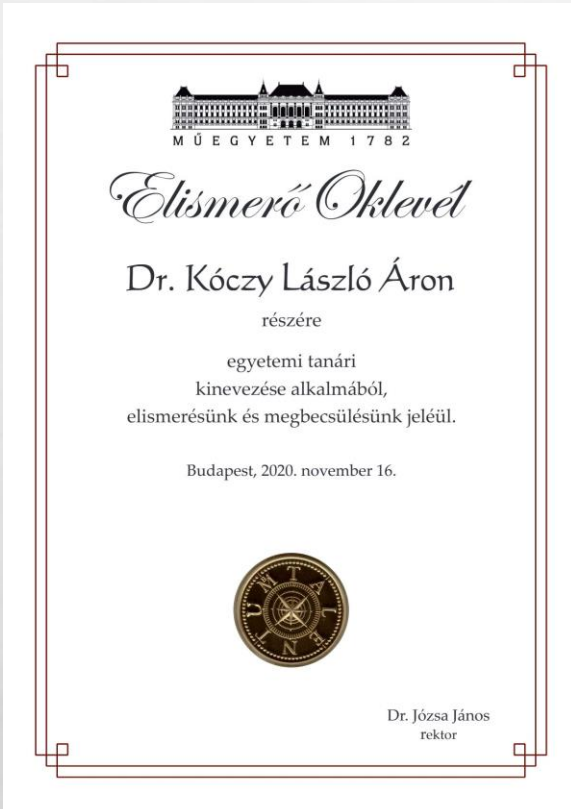 MŰEGYETEM 1782
Elismerő Oklevél
Dr. Kóczy László Áron
részére
egyetemi tanári
kinevezése alkalmából,
elismerésünk és megbecsülésünk jeléül.
Budapest, 2020. november 16.
TALENTUM
Dr. Józsa János
rektor